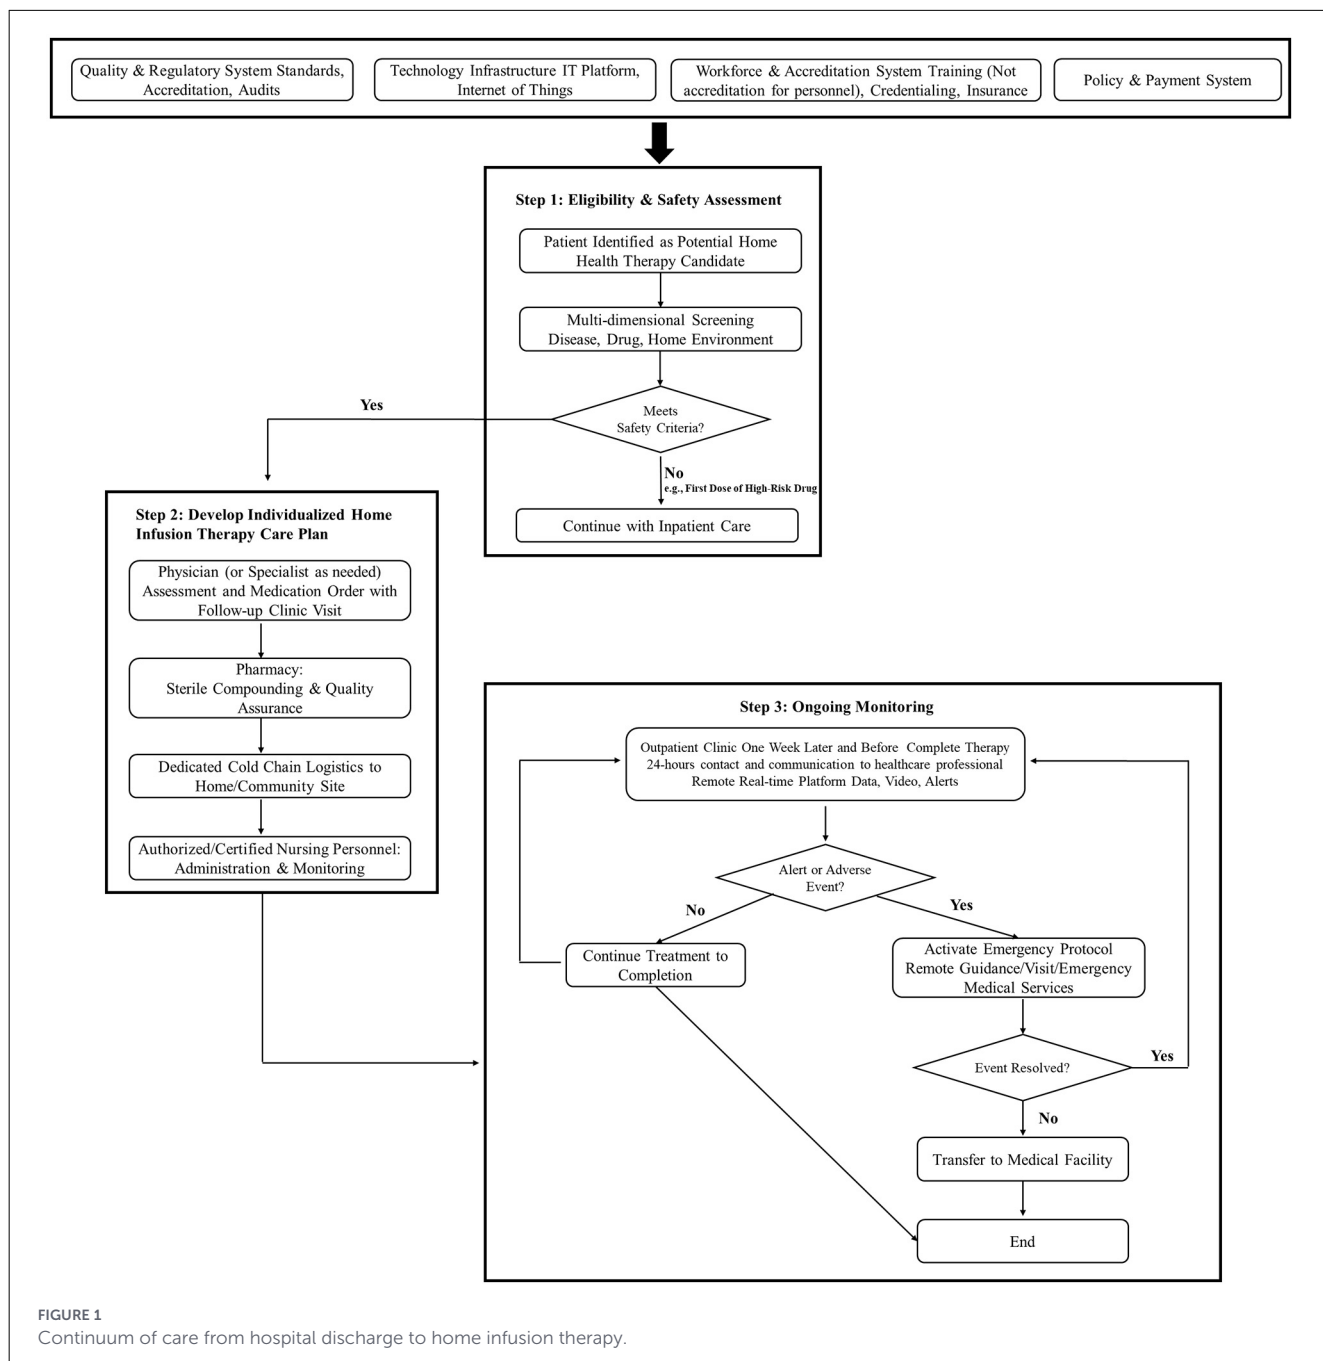 Quality & Regulatory System Standards,
Accreditation, Audits
Technology Infrastructure IT Platform,
Internet of Things
Workforce & Accreditation System Training (Not
accreditation for personnel), Credentialing, Insurance
Policy & Payment System
Step 1: Eligibility & Safety Assessment
Patient Identified as Potential Home
Health Therapy Candidate
Multi-dimensional Screening
Disease, Drug, Home Environment
Meets
Safety Criteria?
Yes
No
e.g., First Dose of High-Risk Drug
Continue with Inpatient Care
Step 2: Develop Individualized Home
Infusion Therapy Care Plan
Physician (or Specialist as needed)
Assessment and Medication Order with
Follow-up Clinic Visit
Pharmacy:
Sterile Compounding & Quality
Assurance
Dedicated Cold Chain Logistics to
Home/Community Site
Authorized/Certified Nursing Personnel:
Administration & Monitoring
Step 3: Ongoing Monitoring
Outpatient Clinic One Week Later and Before Complete Therapy
24-hours contact and communication to healthcare professional
Remote Real-time Platform Data, Video, Alerts
Alert or Adverse
Event?
No
Yes
Continue Treatment to
Completion
Activate Emergency Protocol
Remote Guidance/Visit/Emergency
Medical Services
Event Resolved?
Yes
No
Transfer to Medical Facility
End
FIGURE 1
Continuum of care from hospital discharge to home infusion therapy.